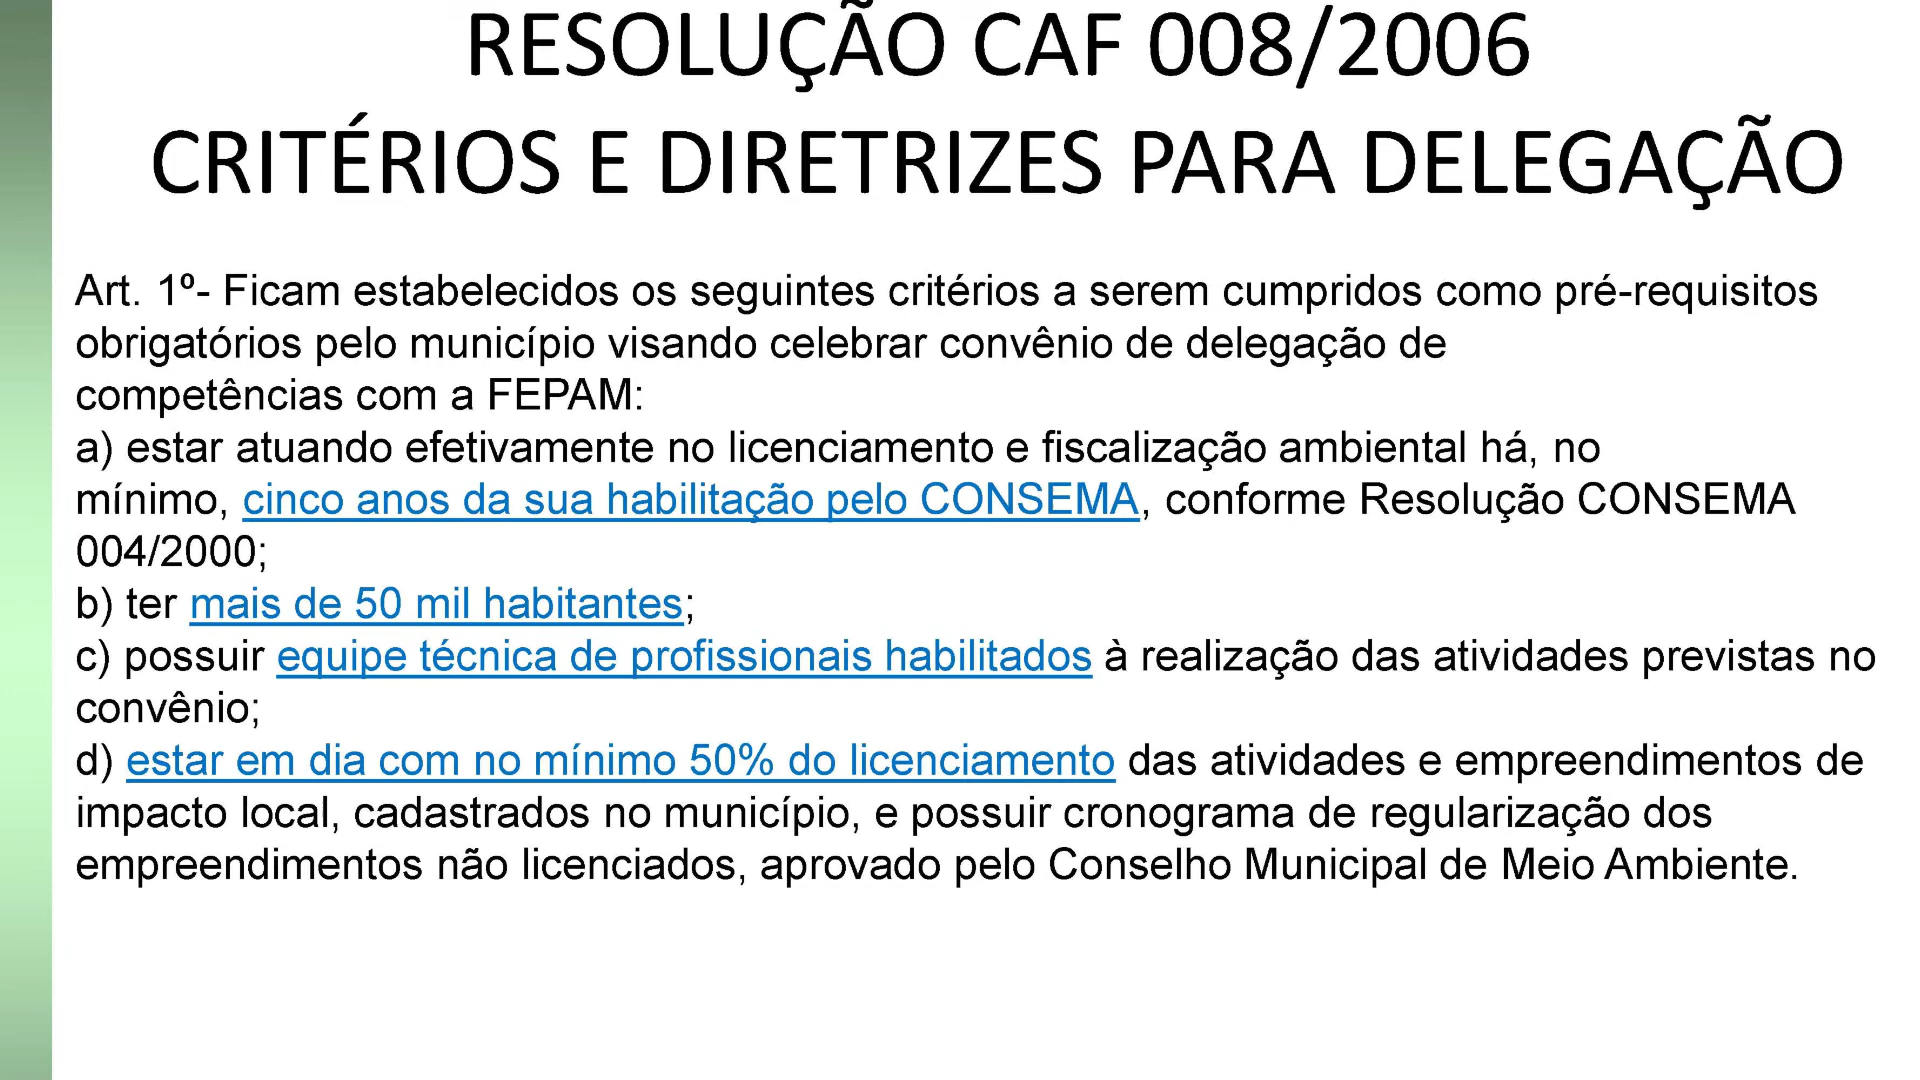 RESOLUÇÃO CAF 008/2006
CRITÉRIOS E DIRETRIZES PARA DELEGAÇÃO
Art. 1º- Ficam estabelecidos os seguintes critérios a serem cumpridos como pré-requisitos
obrigatórios pelo município visando celebrar convênio de delegação de
competências com a FEPAM:
a) estar atuando efetivamente no licenciamento e fiscalização ambiental há, no
mínimo, cinco anos da sua habilitação pelo CONSEMA, conforme Resolução CONSEMA
004/2000;
b) ter mais de 50 mil habitantes;
c) possuir equipe técnica de profissionais habilitados à realização das atividades previstas no
convênio;
d) estar em dia com no mínimo 50% do licenciamento das atividades e empreendimentos de
impacto local, cadastrados no município, e possuir cronograma de regularização dos
empreendimentos não licenciados, aprovado pelo Conselho Municipal de Meio Ambiente.